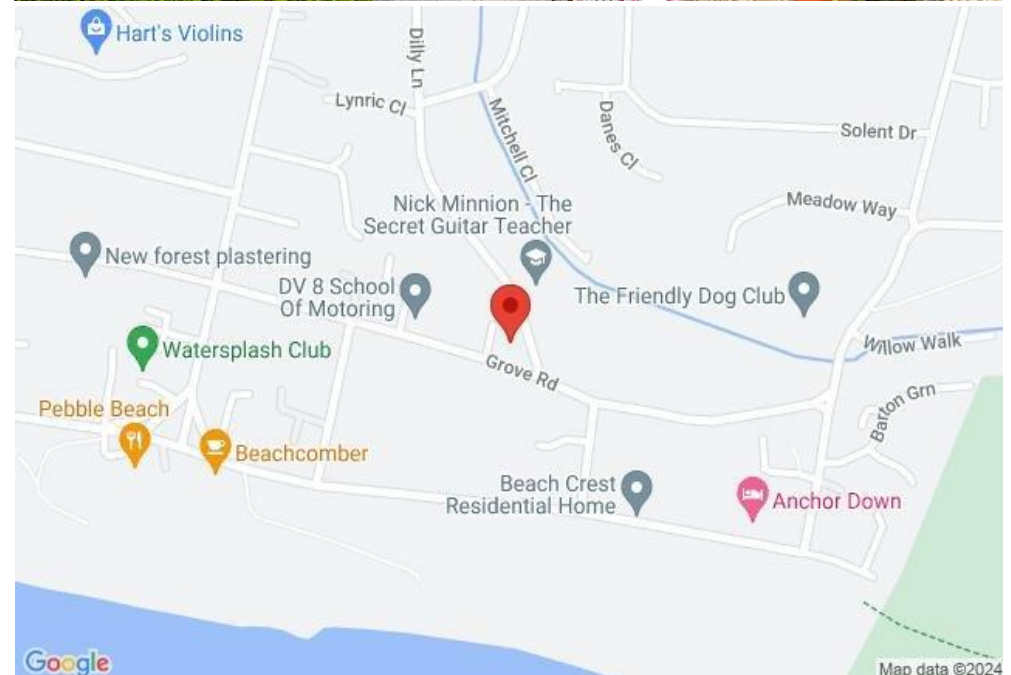 Hart's Violins
Dilly Ln
Lynric Cl
Mitchell Cl
Danes Cl
Solent Dr
Nick Minnion - The
Secret Guitar Teacher
Meadow Way
New forest plastering
DV 8 School
Of Motoring
The Friendly Dog Club
Watersplash Club
Willow Walk
Grove Rd
Pebble Beach
Barton Grn
Beachcomber
Beach Crest
Residential Home
Anchor Down
Google
Map data ©2024